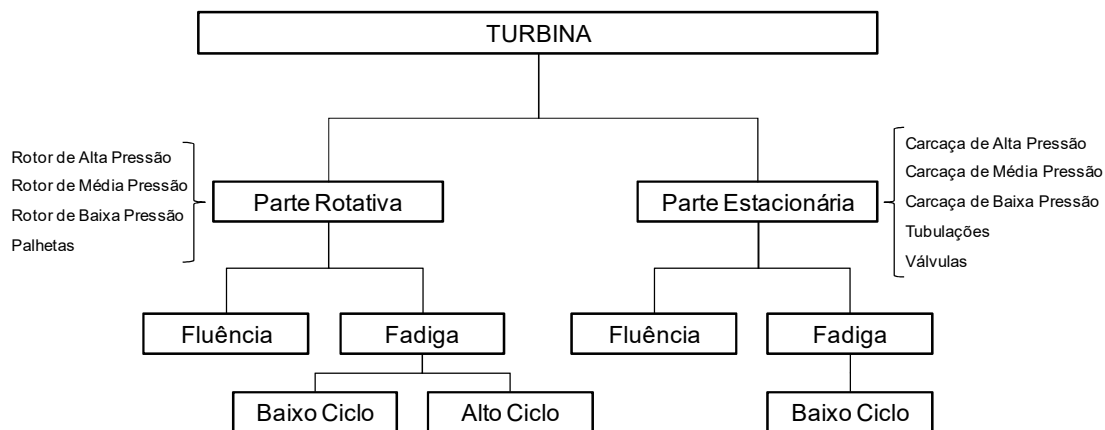 TURBINA
Rotor de Alta Pressão
Rotor de Média Pressão
Rotor de Baixa Pressão
Palhetas
Parte Rotativa
Parte Estacionária
Carcaça de Alta Pressão
Carcaça de Média Pressão
Carcaça de Baixa Pressão
Tubulações
Válvulas
Fluência
Fadiga
Fluência
Fadiga
Baixo Ciclo
Alto Ciclo
Baixo Ciclo